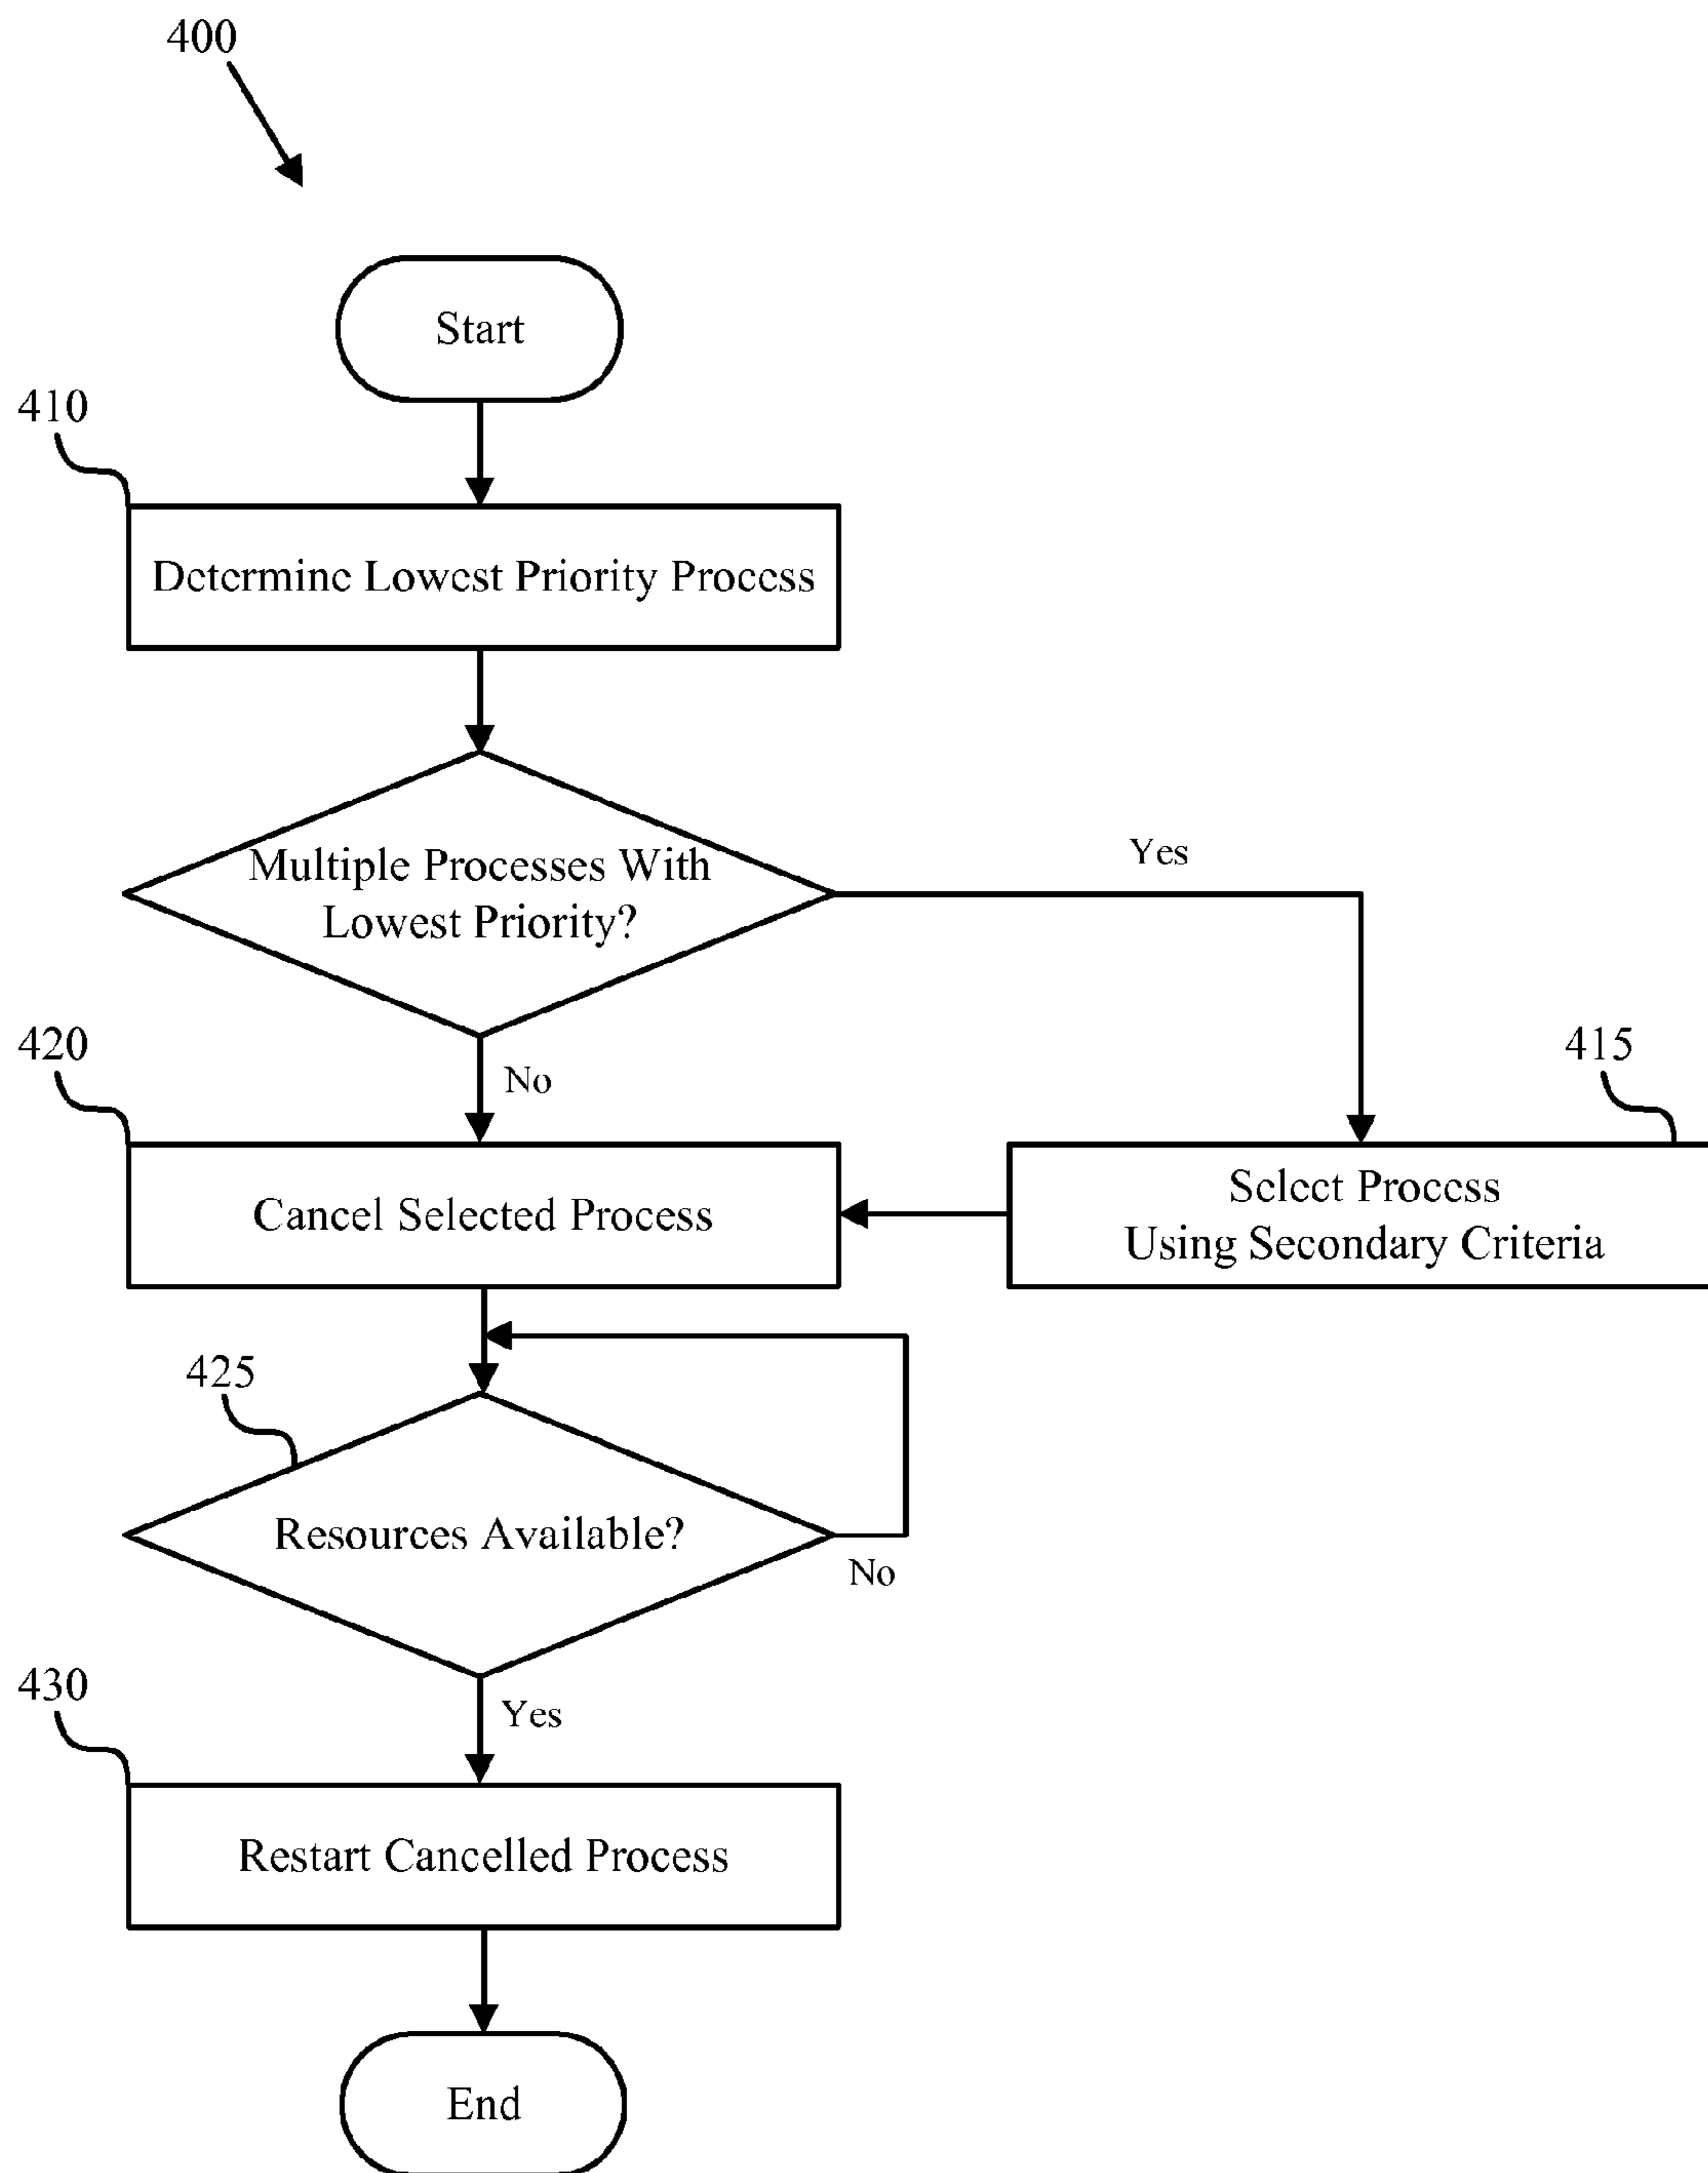 400
Start
410
Determine Lowest Priority Process
Multiple Processes With
Lowest Priority?
Yes
No
420
Cancel Selected Process
415
Select Process
Using Secondary Criteria
425
Resources Available?
No
Yes
430
Restart Cancelled Process
End